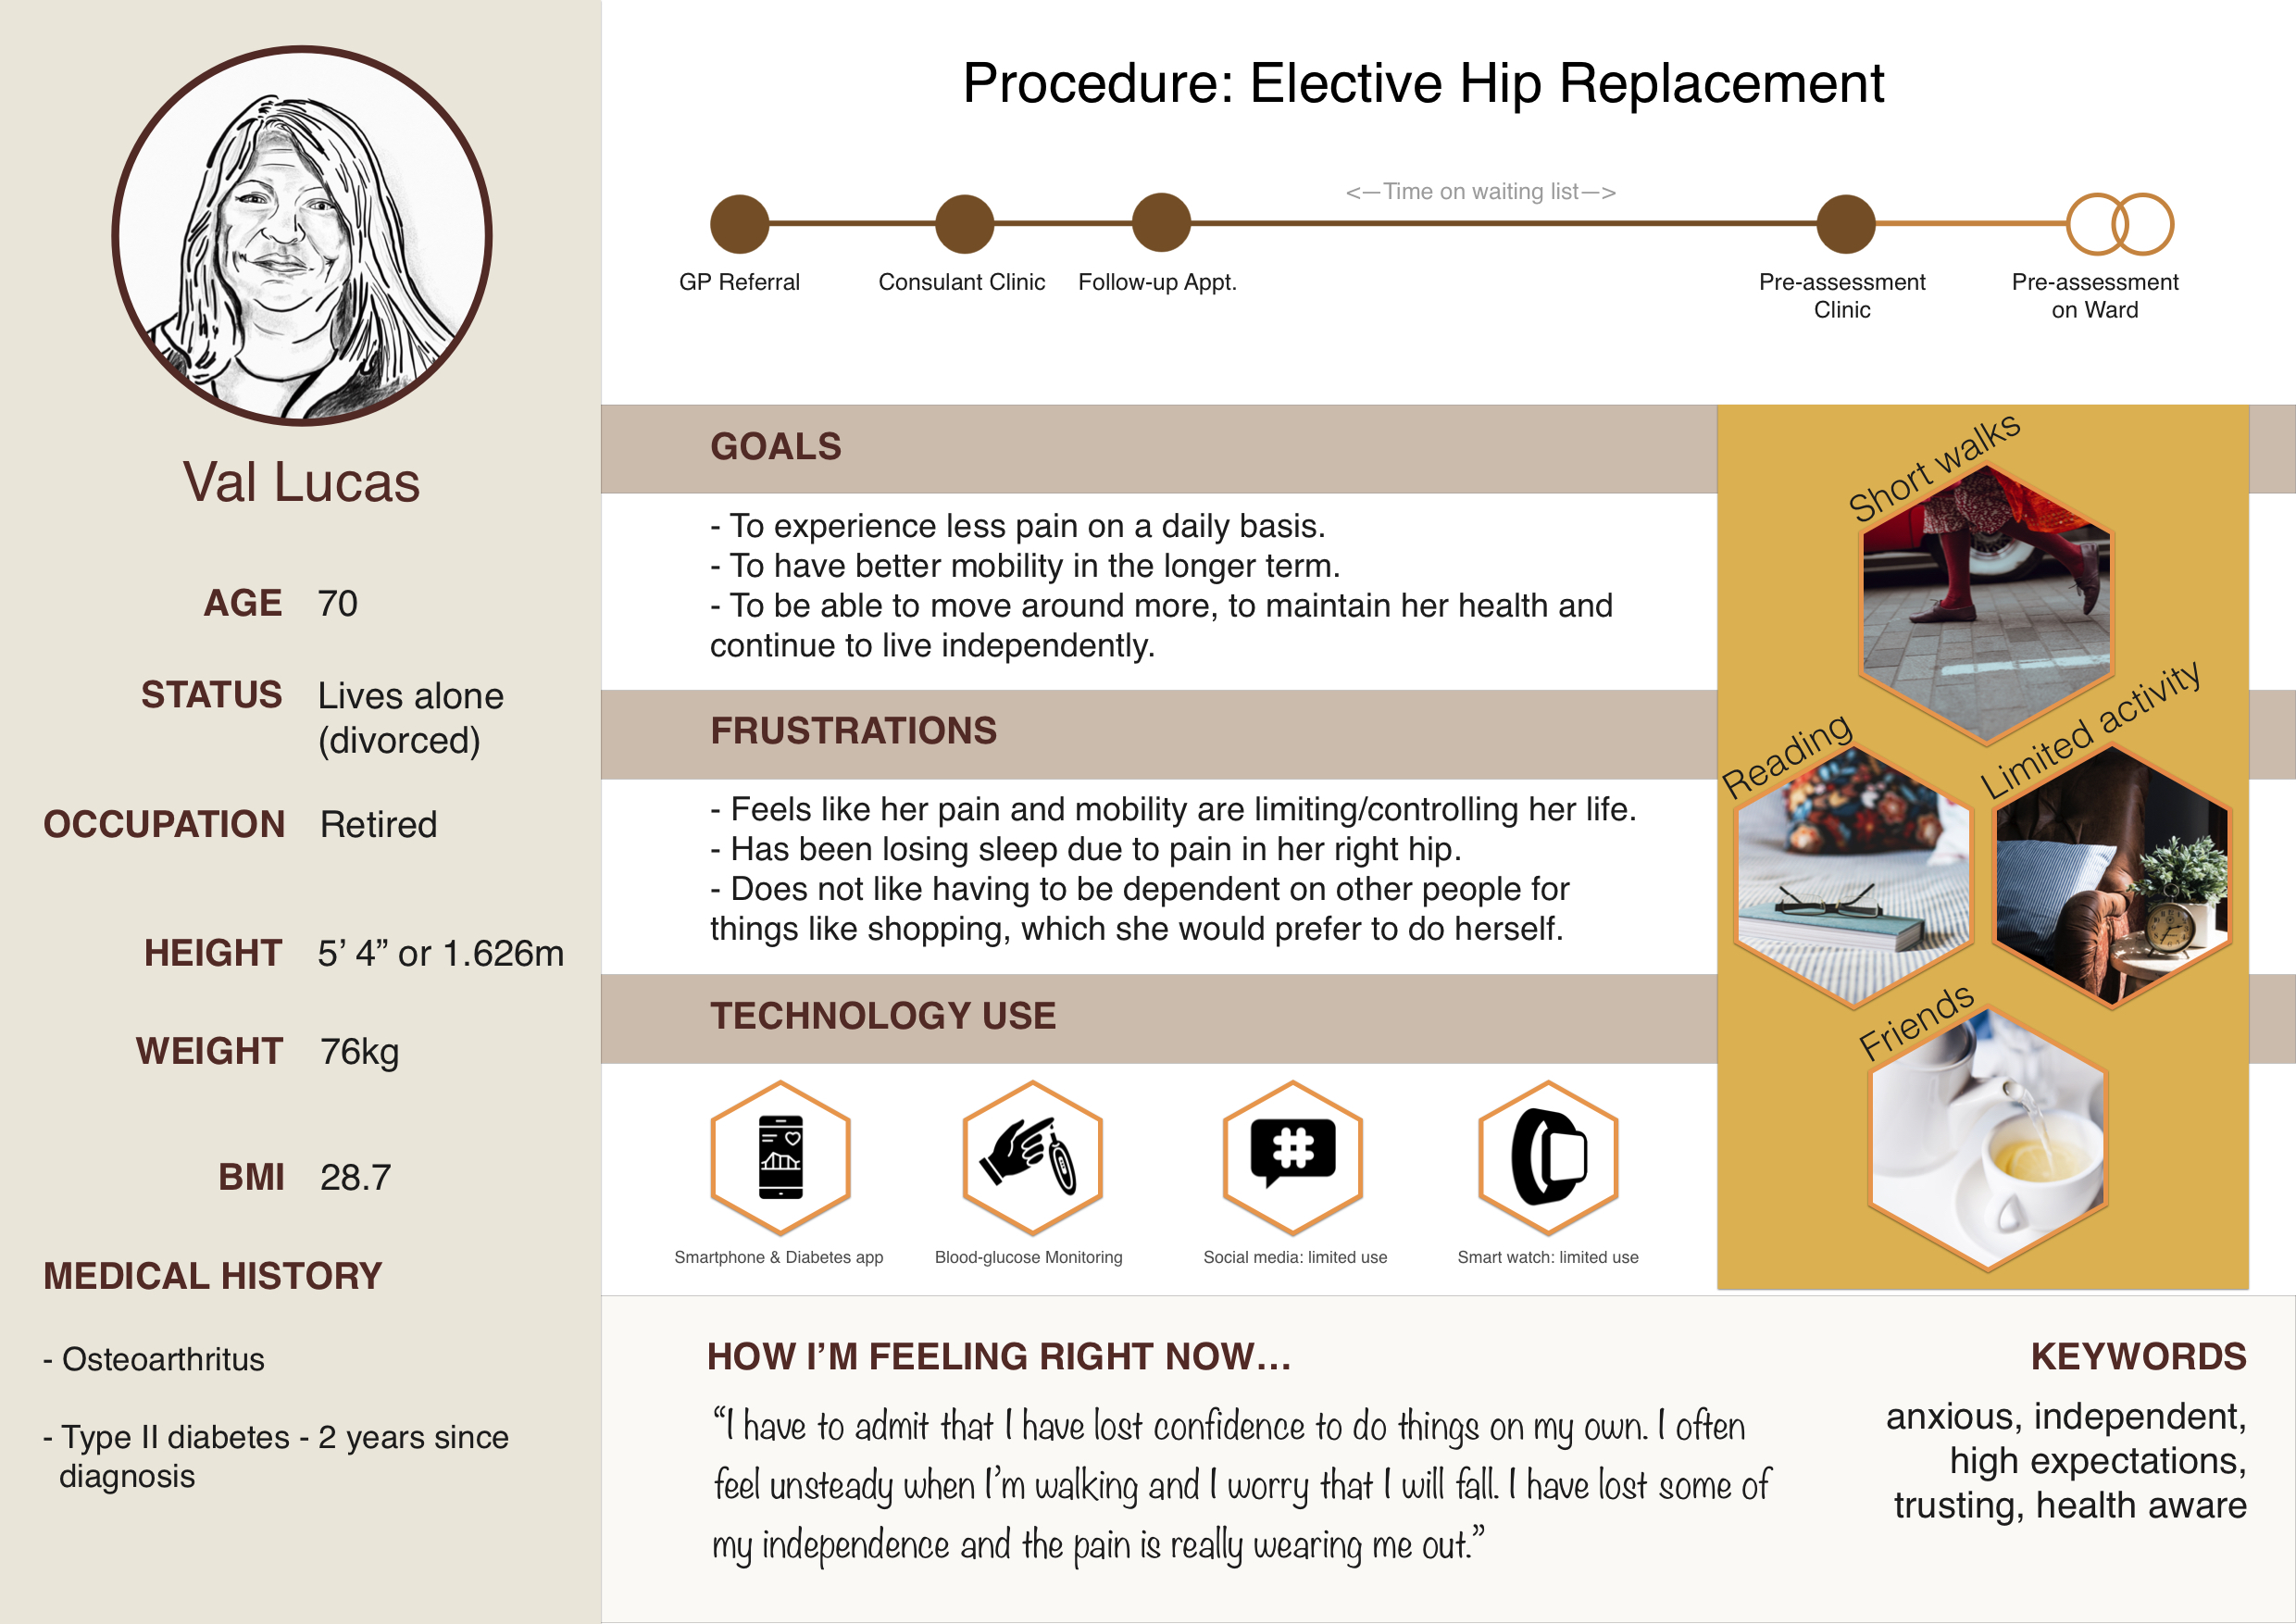 Val Lucas
AGE 70
STATUS Lives alone
(divorced)
OCCUPATION Retired
HEIGHT 5’ 4” or 1.626m
WEIGHT 76kg
BMI 28.7
MEDICAL HISTORY
- Osteoarthritus
- Type II diabetes - 2 years since
diagnosis
Procedure: Elective Hip Replacement
<—Time on waiting list—>
GP Referral
Consulant Clinic
Follow-up Appt.
Pre-assessment
Clinic
Pre-assessment
on Ward
GOALS
- To experience less pain on a daily basis.
- To have better mobility in the longer term.
- To be able to move around more, to maintain her health and
continue to live independently.
FRUSTRATIONS
- Feels like her pain and mobility are limiting/controlling her life.
- Has been losing sleep due to pain in her right hip.
- Does not like having to be dependent on other people for
things like shopping, which she would prefer to do herself.
TECHNOLOGY USE
Smartphone & Diabetes app
Blood-glucose Monitoring
#
Social media: limited use
Smart watch: limited use
Short walks
Reading
Limited activity
Friends
HOW I’M FEELING RIGHT NOW…
“I have to admit that I have lost confidence to do things on my own. I often
feel unsteady when I’m walking and I worry that I will fall. I have lost some of
my independence and the pain is really wearing me out.”
KEYWORDS
anxious, independent,
high expectations,
trusting, health aware